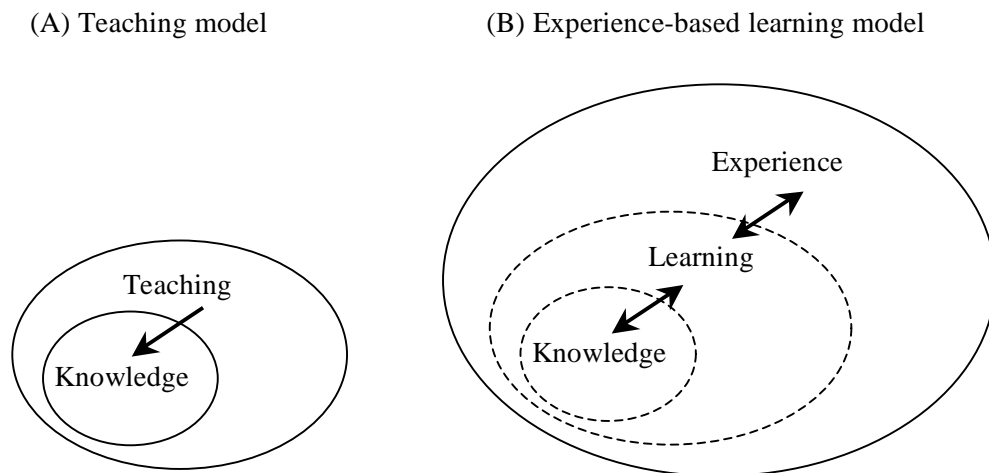 (A) Teaching model
(B) Experience-based learning model
Teaching
Knowledge
Experience
Learning
Knowledge